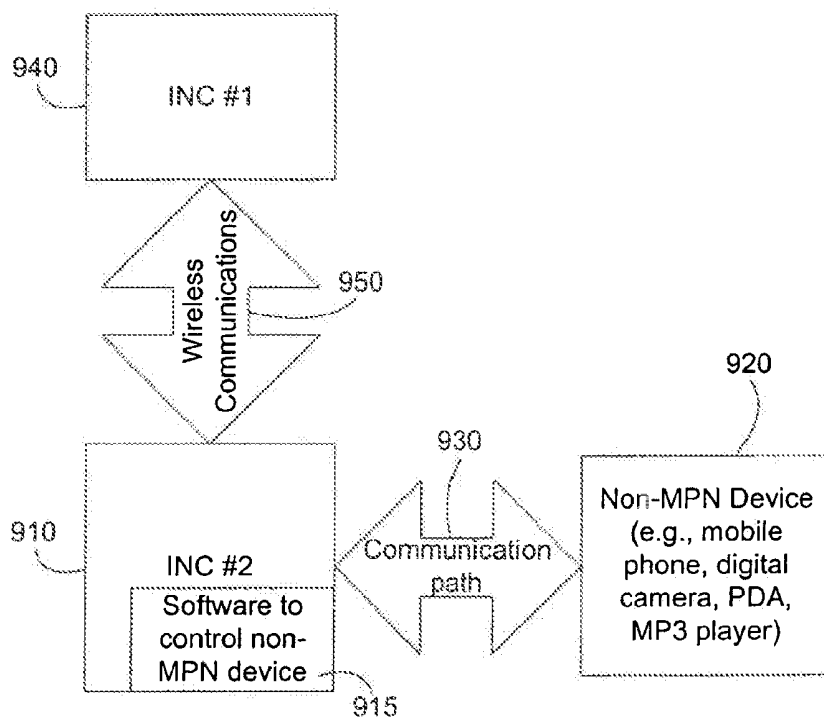 940
INC #1
Wireless
Communications
950
920
930
910
INC #2
Communication
path
Non-MPN Device
(e.g., mobile
phone, digital
camera, PDA,
MP3 player)
Software to
control non-
MPN device
915